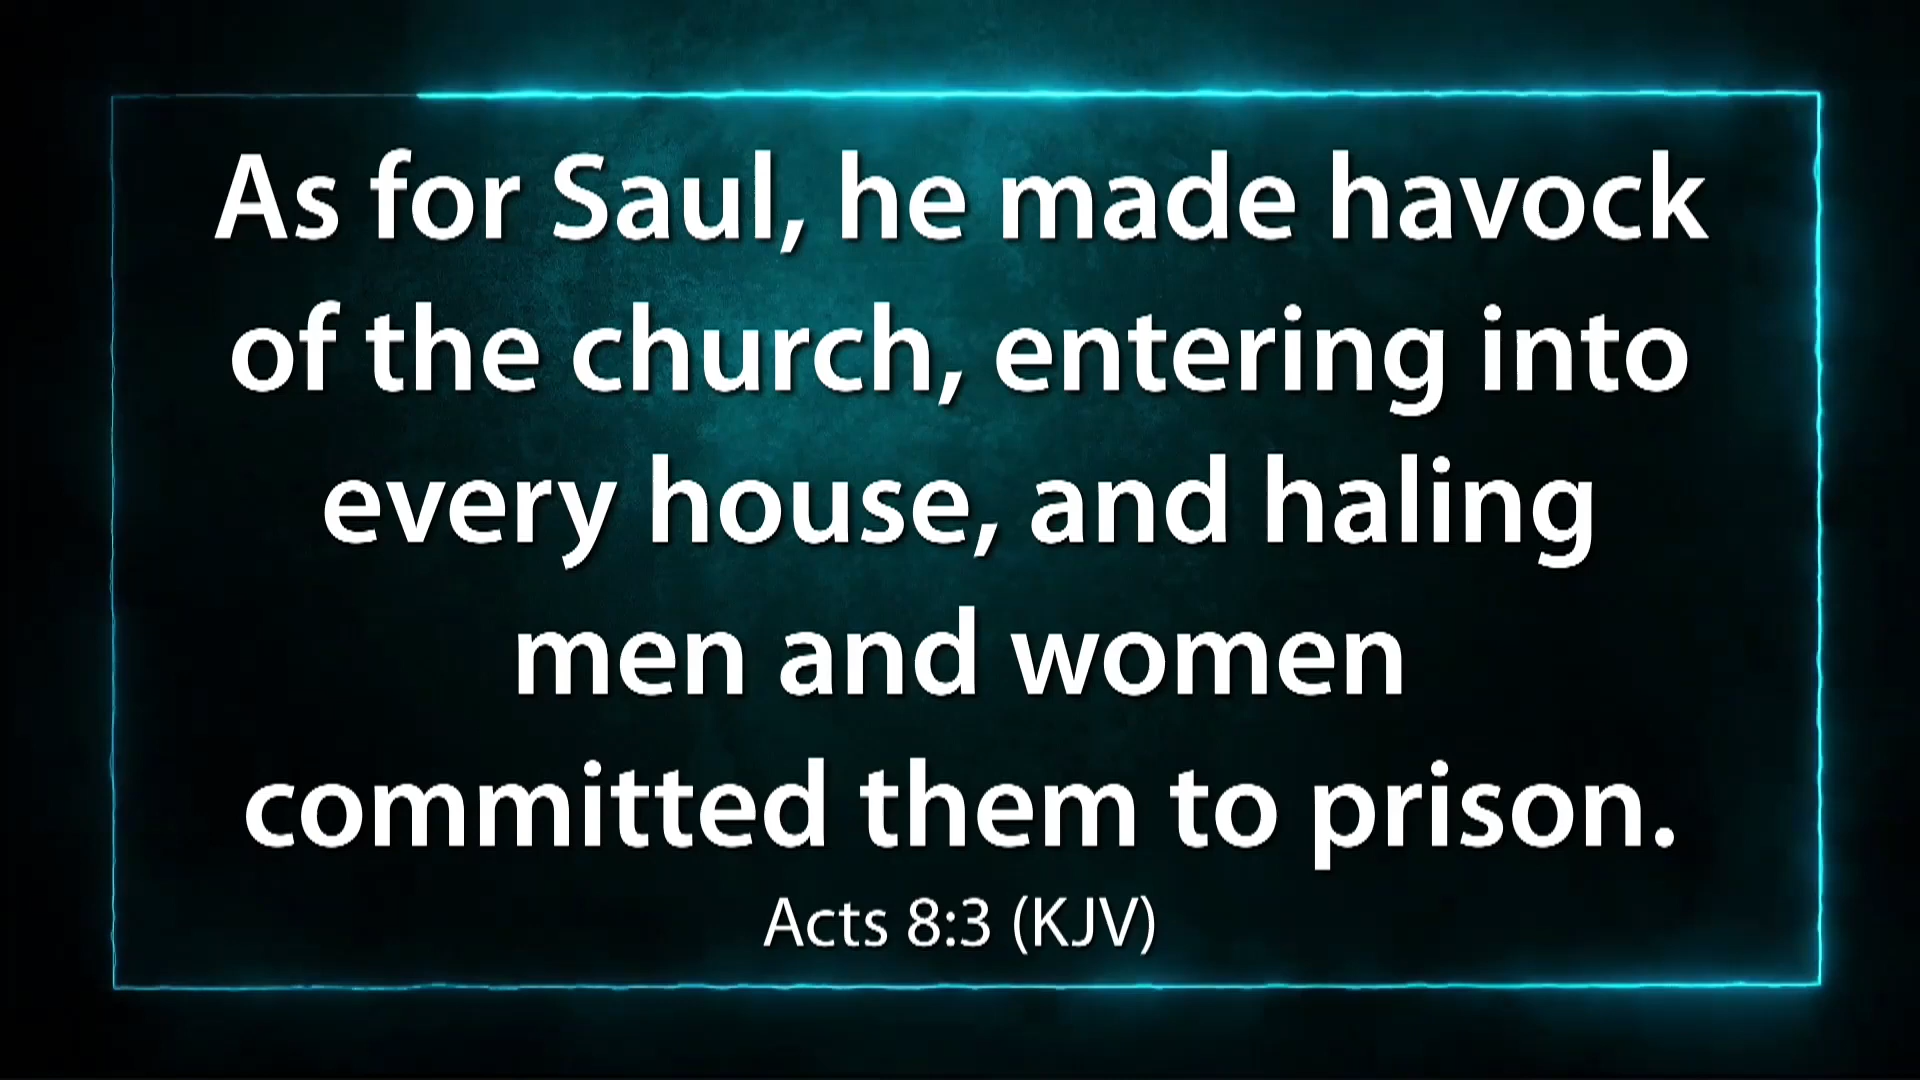 As for Saul, he made havock
of the church, entering into
every house, and haling
men and women
committed them to prison.
Acts 8:3 (KJV)